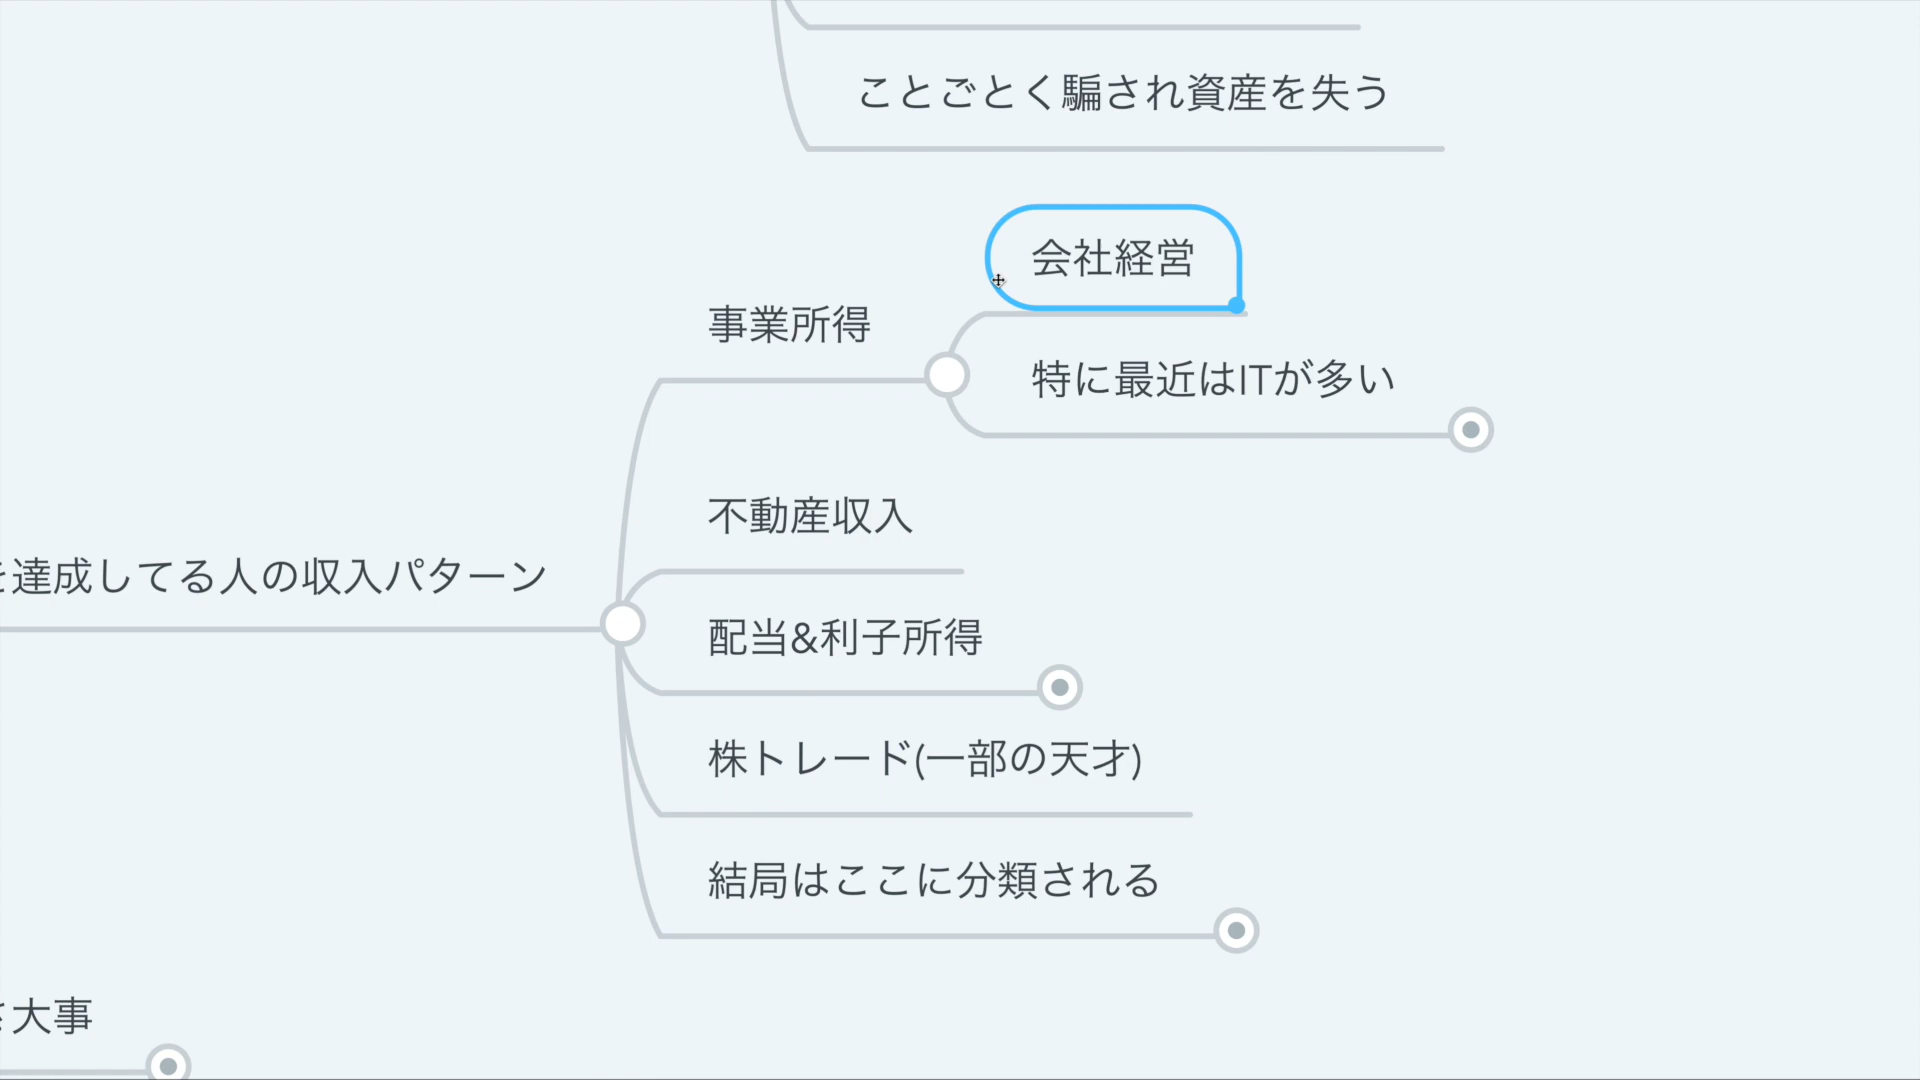 ことごとく騙され資産を失う
会社経営
事業所得
特に最近はITが多い
不動産収入
達成してる人の収入パターン
配当&利子所得
株トレード(一部の天才)
結局はここに分類される
大事